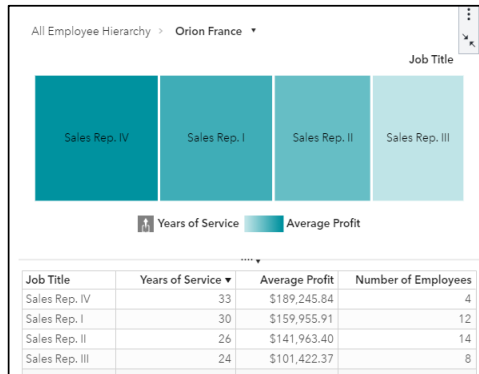 All Employee Hierarchy > Orion France ▼
Job Title
Sales Rep. IV Sales Rep. I Sales Rep. II Sales Rep. III
Years of Service Average Profit
Job Title Years of Service ▼ Average Profit Number of Employees
Sales Rep. IV 33 $189,245.84 4
Sales Rep. I 30 $159,955.91 12
Sales Rep. II 26 $141,963.40 14
Sales Rep. III 24 $101,422.37 8